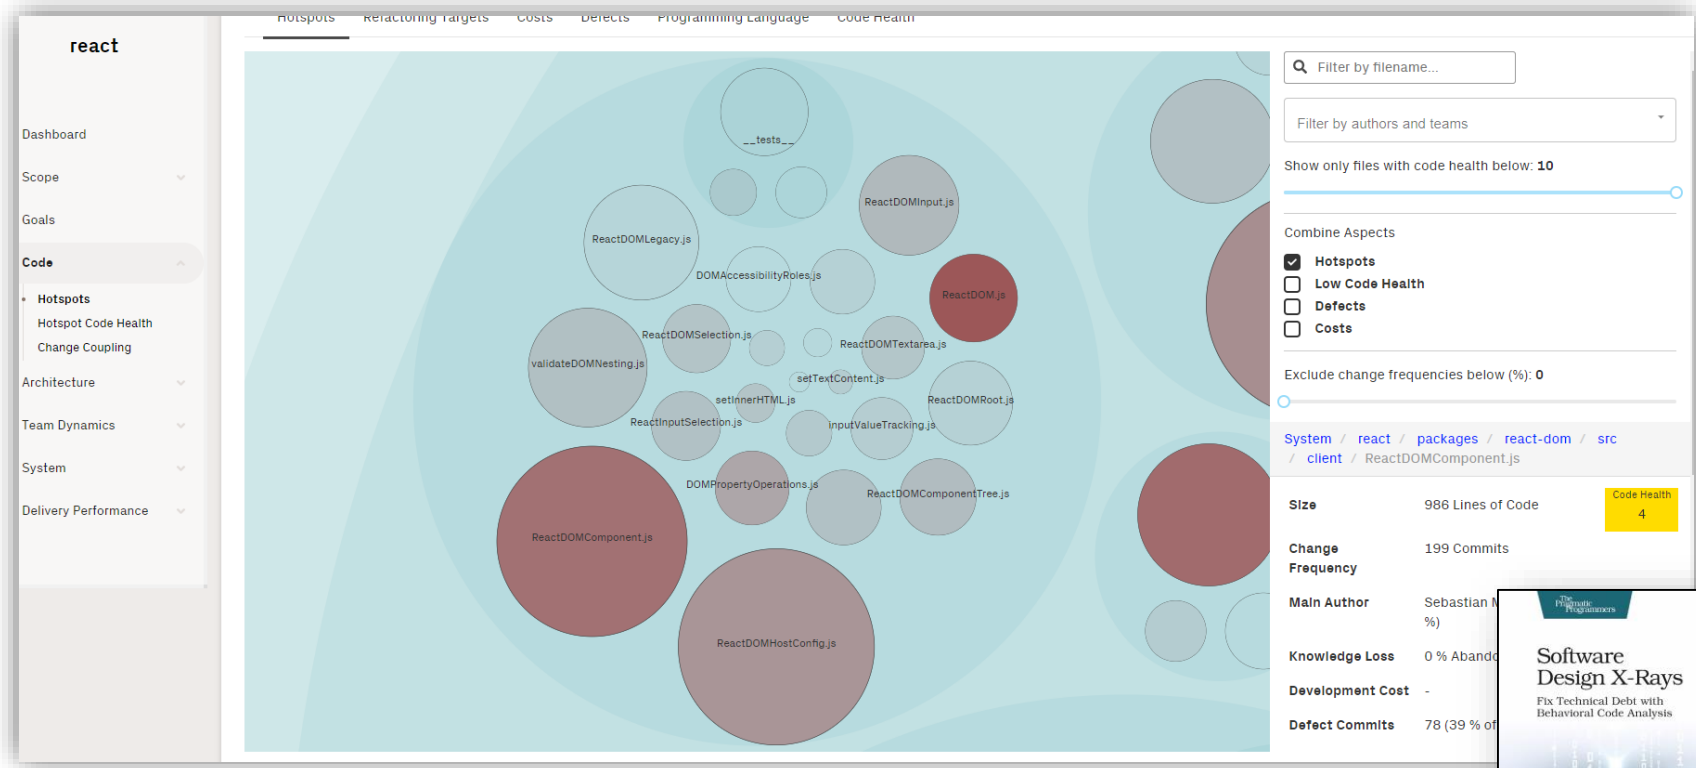 react
Dashboard
Scope
Goals
Code
Hotspots
Hotspot Code Health
Change Coupling
Architecture
Team Dynamics
System
Delivery Performance
Hotspots Refactoring Targets Costs Defects Programming Language Code Health
__tests__
ReactDOMInput.js
ReactDOMLegacy.js
DOMAccessibilityRoles.js
ReactDOM.js
ReactDOMSelection.js
ReactDOMTextarea.js
validateDOMNesting.js
setTextContent.js
setInnerHTML.js
ReactDOMRoot.js
ReactInputSelection.js
inputValueTracking.js
DOMPropertyOperations.js
ReactDOMComponentTree.js
ReactDOMComponent.js
ReactDOMHostConfig.js
Filter by filename...
Filter by authors and teams
Show only files with code health below: 10
Combine Aspects
Hotspots
Low Code Health
Defects
Costs
Exclude change frequencies below (%): 0
System / react / packages / react-dom / src
/ client / ReactDOMComponent.js
Size 986 Lines of Code
Code Health
4
Change
Frequency
199 Commits
Main Author Sebastian
%)
Knowledge Loss 0 %
Development Cost -
Defect Commits 78 (39 % of
The
Pragmatic
Programmers
Software
Design X-Rays
Fix Technical Debt with
Behavioral Code Analysis